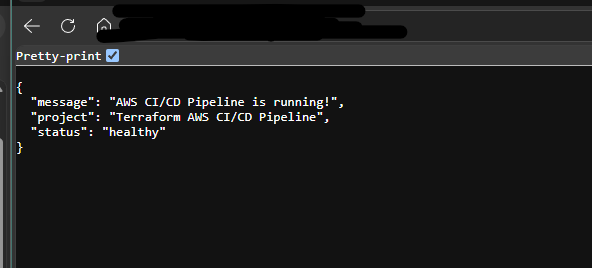 Pretty-print
{
"message": "AWS CI/CD Pipeline is running!",
"project": "Terraform AWS CI/CD Pipeline",
"status": "healthy"
}